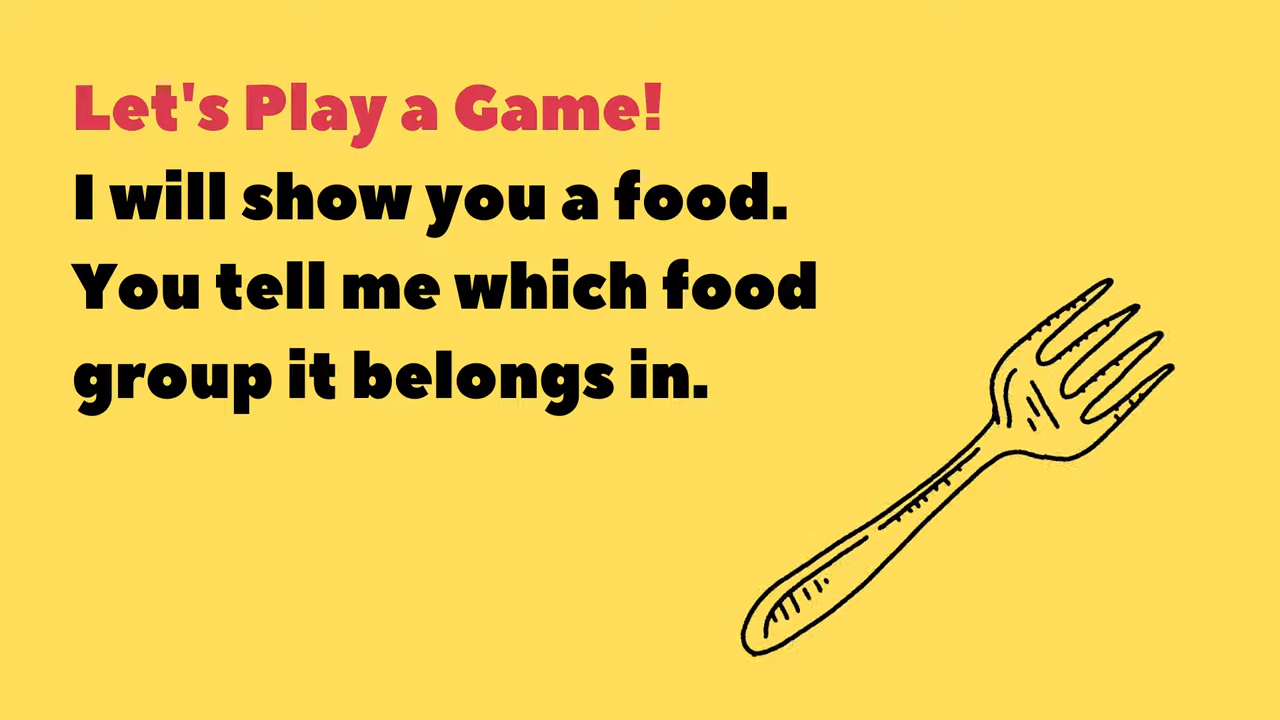 Let's Play a Game!
I will show you a food.
You tell me which food
group it belongs in.